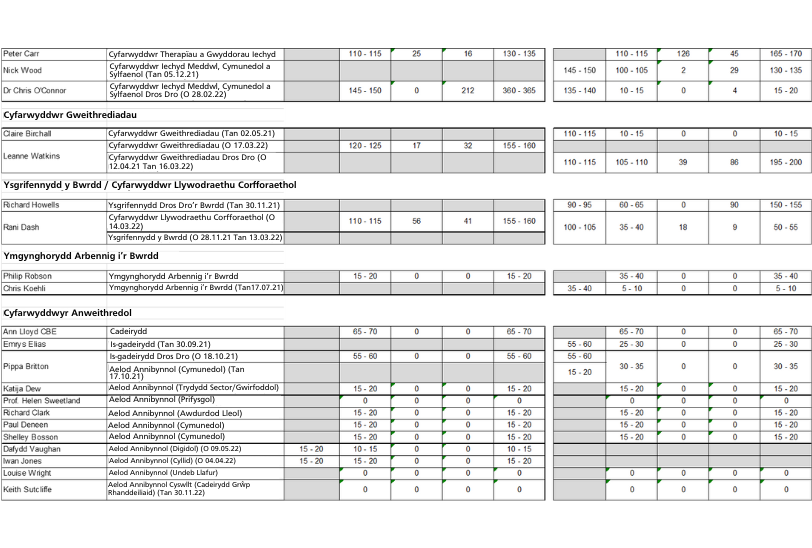 Peter Carr Cyfarwyddwr Therapïau a Gwyddorau Iechyd 110 - 115 25 16 130 - 135 110 - 115 126 45 165 - 170
Nick Wood Cyfarwyddwr Iechyd Meddwl, Cymunedol a 145 - 150 100 - 105 2 29 130 - 135
Sylfaenol (Tan 05.12.21)
Dr Chris O'Connor Cyfarwyddwr Iechyd Meddwl, Cymunedol a 145 - 150 0 212 360 - 365 135 - 140 10 - 15 0 4 15 - 20
Sylfaenol Dros Dro (O 28.02.22)
Cyfarwyddwr Gweithrediadau
Claire Birchall Cyfarwyddwr Gweithrediadau (Tan 02.05.21) 110 - 115 10 - 15 0 0 10 - 15
Cyfarwyddwr Gweithrediadau (O 17.03.22) 120 - 125 17 32 155 - 160
Leanne Watkins Cyfarwyddwr Gweithrediadau Dros Dro (O 110 - 115 105 - 110 39 86 195 - 200
12.04.21 Tan 16.03.22)
Ysgrifennydd y Bwrdd / Cyfarwyddwr Llywodraethu Corfforaethol
Richard Howells Ysgrifennydd Dros Dro'r Bwrdd (Tan 30.11.21) 90 - 95 60 - 65 0 90 150 - 155
Rani Dash Cyfarwyddwr Llywodraethu Corfforaethol (O 110 - 115 56 41 155 - 160 100 - 105 35 - 40 18 9 50 - 55
14.03.22)
Ysgrifennydd y Bwrdd (O 28.11.21 Tan 13.03.22)
Ymgynghorydd Arbennig i'r Bwrdd
Philip Robson Ymgynghorydd Arbennig i'r Bwrdd 15 - 20 0 0 15 - 20 35 - 40 0 0 35 - 40
Chris Koehli Ymgynghorydd Arbennig i'r Bwrdd (Tan17.07.21) 35 - 40 5 - 10 0 0 5 - 10
Cyfarwyddwyr Anweithredol
Ann Lloyd CBE Cadeirydd 65 - 70 0 0 65 - 70 65 - 70 0 0 65 - 70
Emrys Elias Is-gadeirydd (Tan 30.09.21) 55 - 60 25 - 30 0 0 25 - 30
Pippa Britton Is-gadeirydd Dros Dro (O 18.10.21) 55 - 60 0 0 55 - 60 55 - 60 30 - 35 0 0 30 - 35
Aelod Annibynnol (Cymunedol) (Tan 15 - 20
17.10.21)
Katija Dew Aelod Annibynnol (Trydydd Sector/Gwirfoddol) 15 - 20 0 0 15 - 20 15 - 20 0 0 15 - 20
Prof. Helen Sweetland Aelod Annibynnol (Prifysgol) 0 0 0 0 0 0 0 0
Richard Clark Aelod Annibynnol (Awdurdod Lleol) 15 - 20 0 0 15 - 20 15 - 20 0 0 15 - 20
Paul Deneen Aelod Annibynnol (Cymunedol) 15 - 20 0 0 15 - 20 15 - 20 0 0 15 - 20
Shelley Bosson Aelod Annibynnol (Cymunedol) 15 - 20 0 0 15 - 20 15 - 20 0 0 15 - 20
Dafydd Vaughan Aelod Annibynnol (Digidol) (O 09.05.22) 15 - 20 10 - 15 0 0 10 - 15
Iwan Jones Aelod Annibynnol (Cyllid) (O 04.04.22) 15 - 20 15 - 20 0 0 15 - 20
Louise Wright Aelod Annibynnol (Undeb Llafur) 0 0 0 0 0 0 0 0
Keith Sutcliffe Aelod Annibynnol Cyswllt (Cadeirydd Grŵp 0 0 0 0 0 0 0 0
Rhanddeiliaid) (Tan 30.11.22)